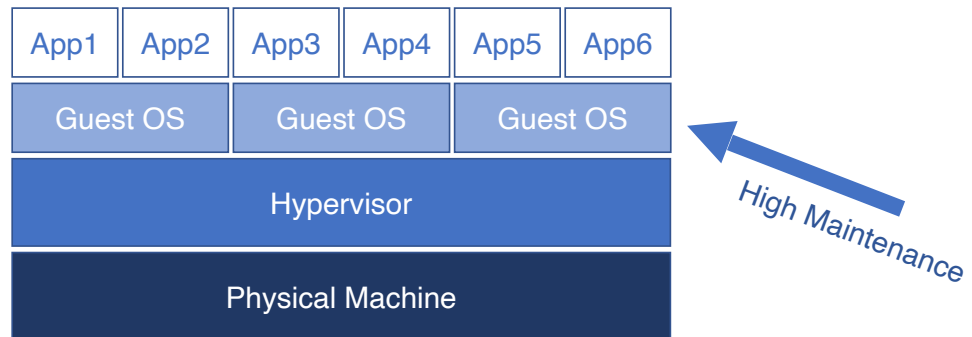 App1 App2 App3 App4 App5 App6
Guest OS Guest OS Guest OS
Hypervisor
High Maintenance
Physical Machine